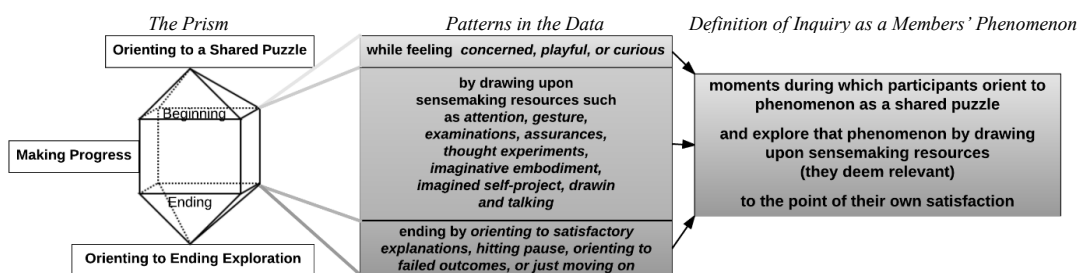 The Prism
Patterns in the Data
Definition of Inquiry as a Members' Phenomenon
Orienting to a Shared Puzzle
Beginning
Making Progress
Ending
Orienting to Ending Exploration
while feeling concerned, playful, or curious
by drawing upon
sensemaking resources such
as attention, gesture,
examinations, assurances,
thought experiments,
imaginative embodiment,
imagined self-project, drawin
and talking
ending by orienting to satisfactory
explanations, hitting pause, orienting to
failed outcomes, or just moving on
moments during which participants orient to
phenomenon as a shared puzzle
and explore that phenomenon by drawing
upon sensemaking resources
(they deem relevant)
to the point of their own satisfaction